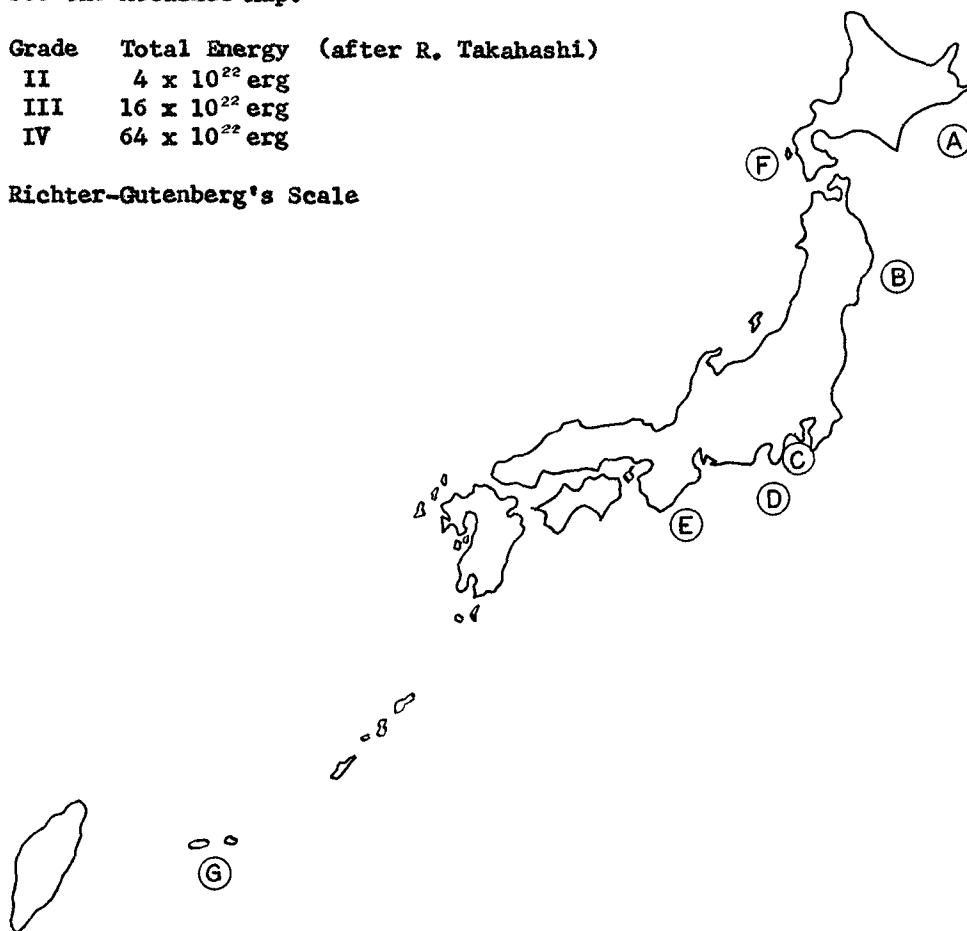 Grade Total Energy (after R. Takahashi)
II 4 x 10²² erg
III 16 x 10²² erg
IV 64 x 10²² erg
Richter-Gutenberg's Scale
A
F
B
C
D
E
G